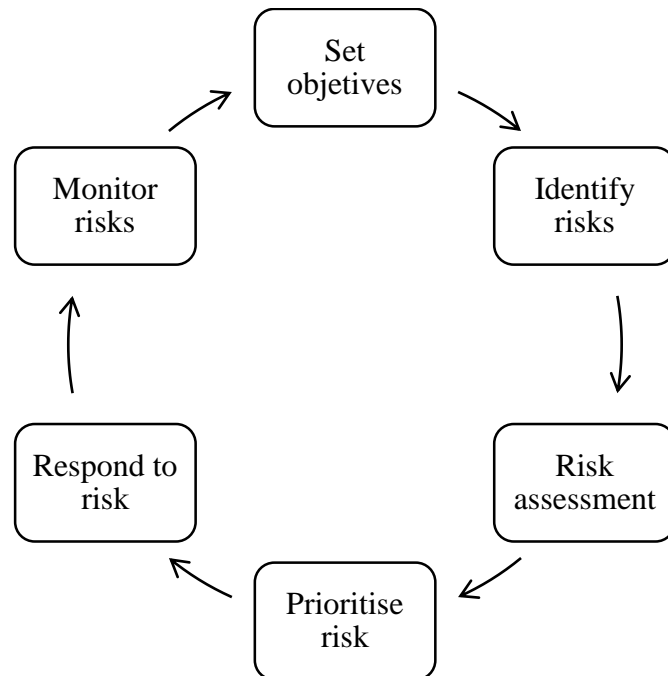 Set
objetives
Identify
risks
Risk
assessment
Prioritise
risk
Respond to
risk
Monitor
risks